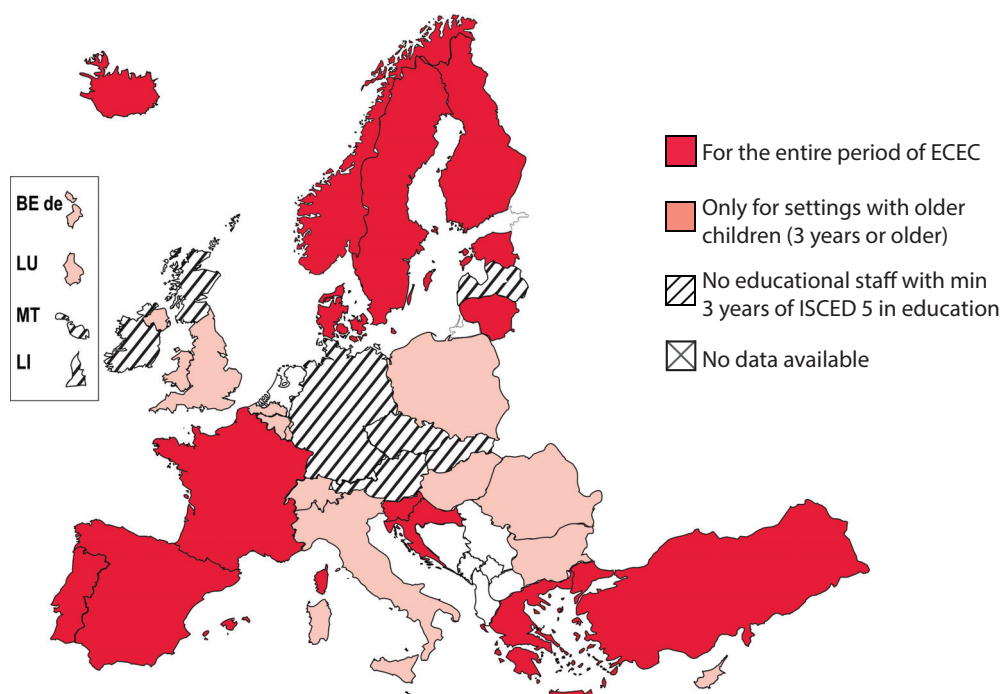 BE de
LU
MT
LI
For the entire period of ECEC
Only for settings with older
children (3 years or older)
No educational staff with min
3 years of ISCED 5 in education
No data available